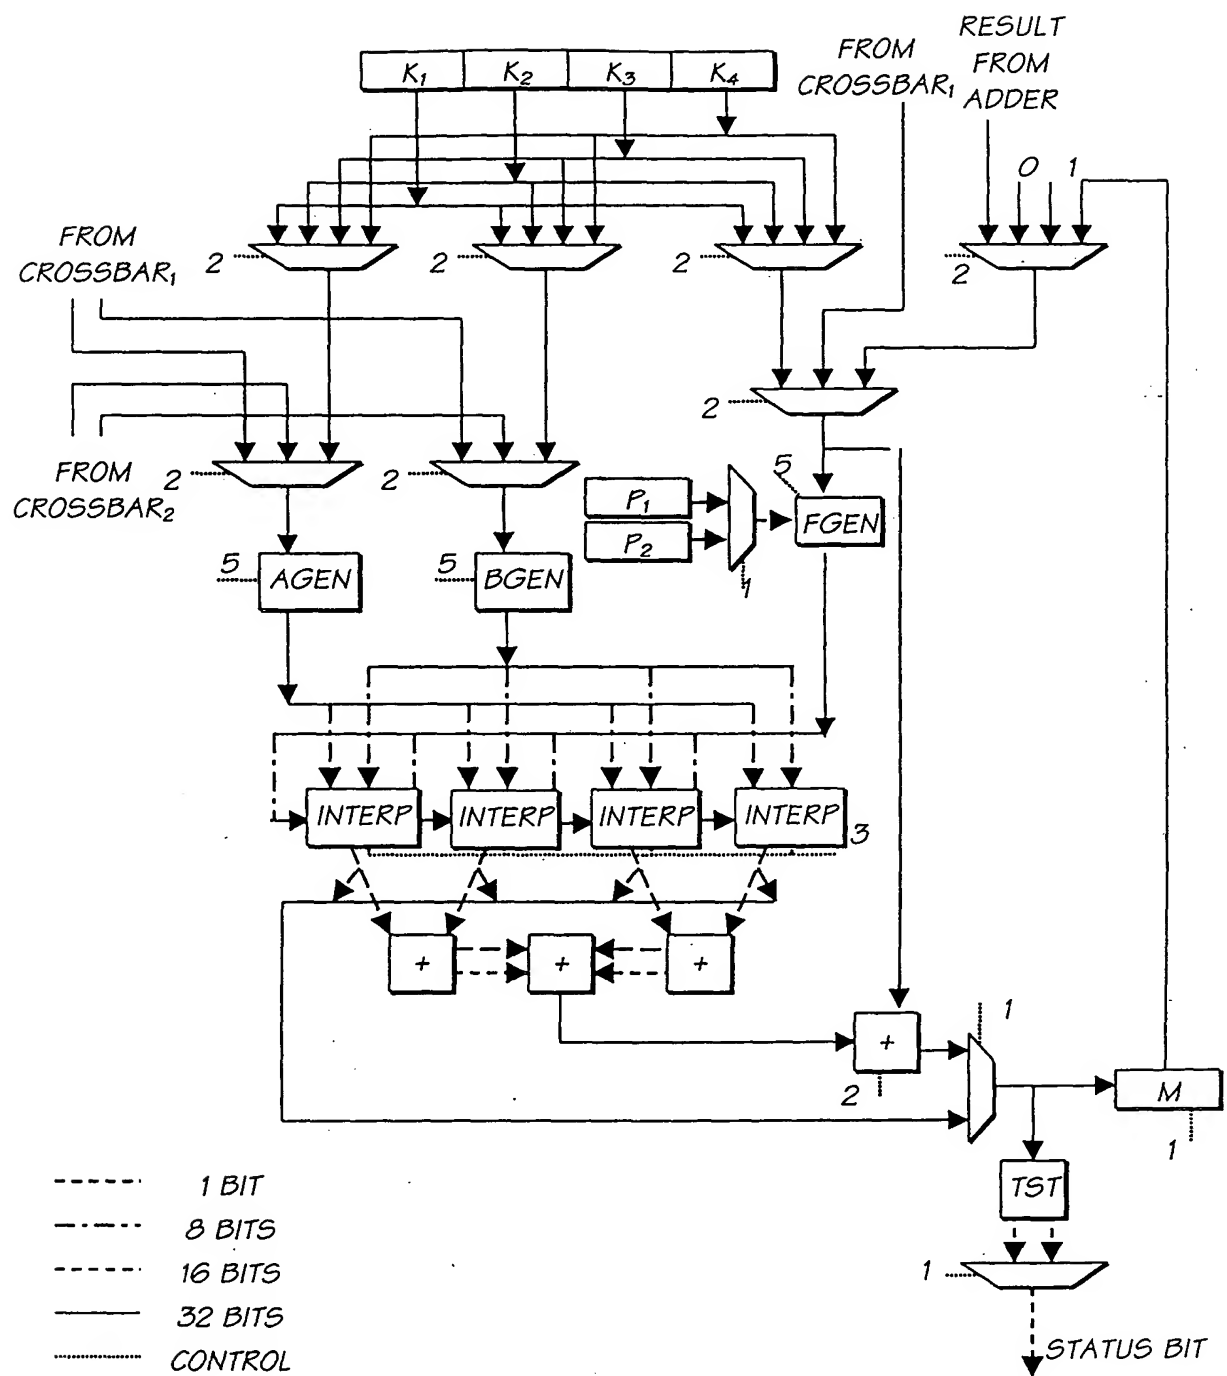 RESULT
FROM
ADDER
FROM
CROSSBAR₁
K₁ K₂ K₃ K₄
0 1
FROM
CROSSBAR₁
2 2 2 2
2
FROM
CROSSBAR₂
2 2
P₁
P₂
5
FGEN
1
5 AGEN
5 BGEN
INTERP INTERP INTERP INTERP
3
+ + +
+
1
2
M
1
TST
1
STATUS BIT
1 BIT
8 BITS
16 BITS
32 BITS
CONTROL